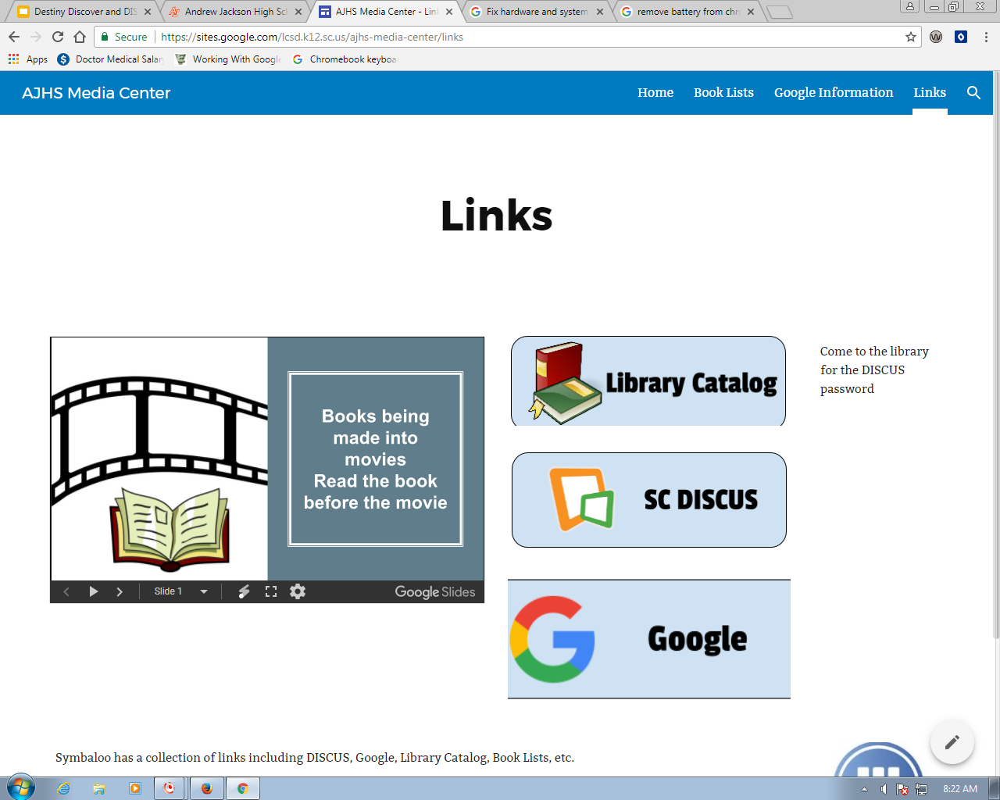 Destiny Discover and DIS
Andrew Jackson High Sch
AJHS Media Center - Link
Fix hardware and system
remove battery from chro
Secure
https://sites.google.com/lcsd.k12.sc.us/ajhs-media-center/links
Apps
Doctor Medical Salar
Working With Google
Chromebook keyboa
AJHS Media Center
Home
Book Lists
Google Information
Links
Links
Books being
made into
movies
Read the book
before the movie
Slide 1
Google Slides
Library Catalog
SC DISCUS
Google
Come to the library
for the DISCUS
password
Symbaloo has a collection of links including DISCUS, Google, Library Catalog, Book Lists, etc.
8:22 AM